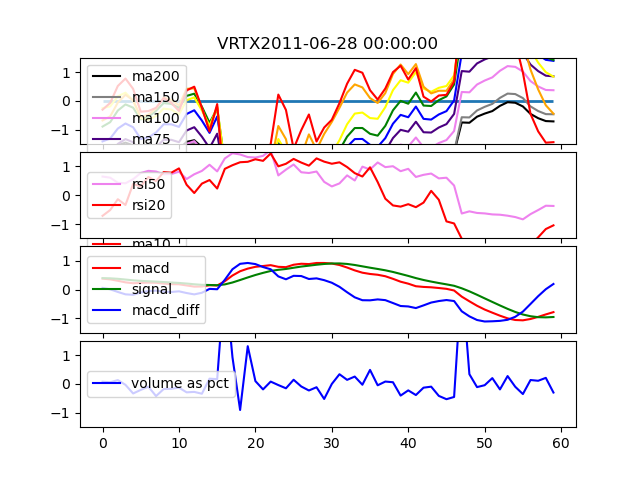 VRTX2011-06-28 00:00:00
1
0
−1
ma200
ma150
ma100
ma75
1
0
−1
rsi50
rsi20
ma10
1
0
−1
macd
signal
macd_diff
1
0
−1
volume as pct
0 10 20 30 40 50 60